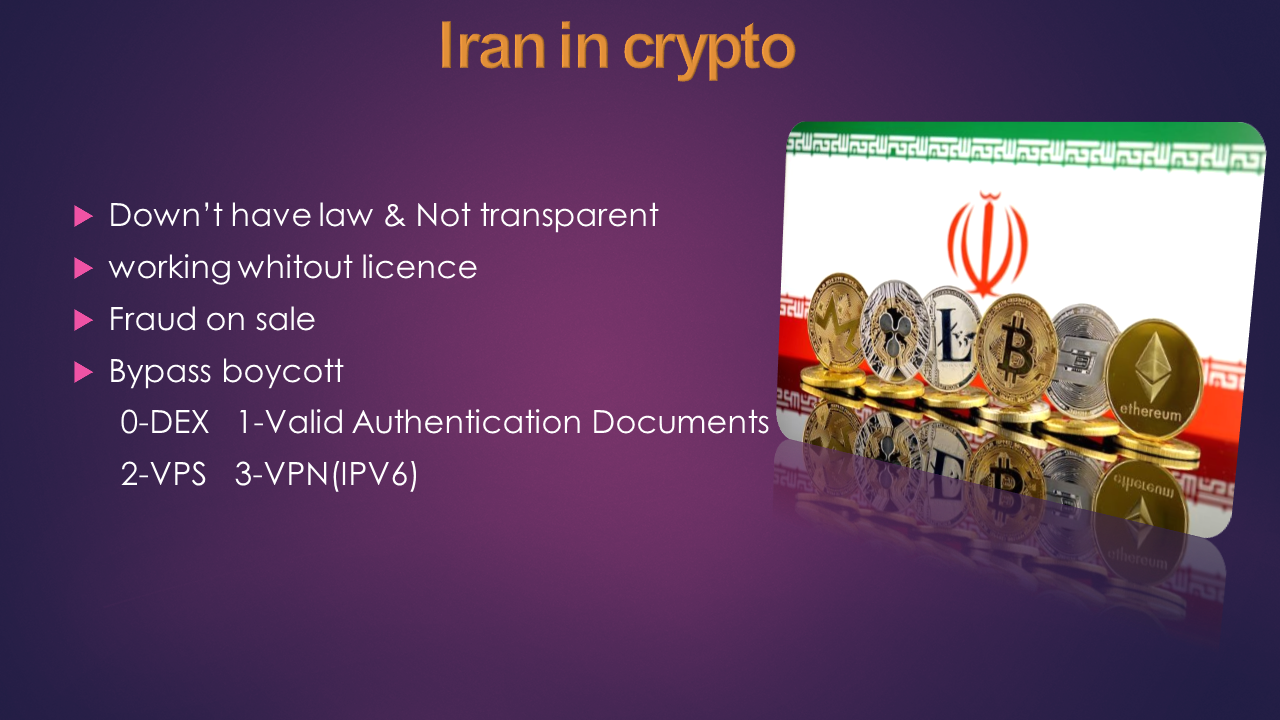 Iran in crypto
Down't have law & Not transparent
working whitout licence
Fraud on sale
Bypass boycott
0-DEX 1-Valid Authentication Documents
2-VPS 3-VPN(IPV6)
ethereum
ethereum